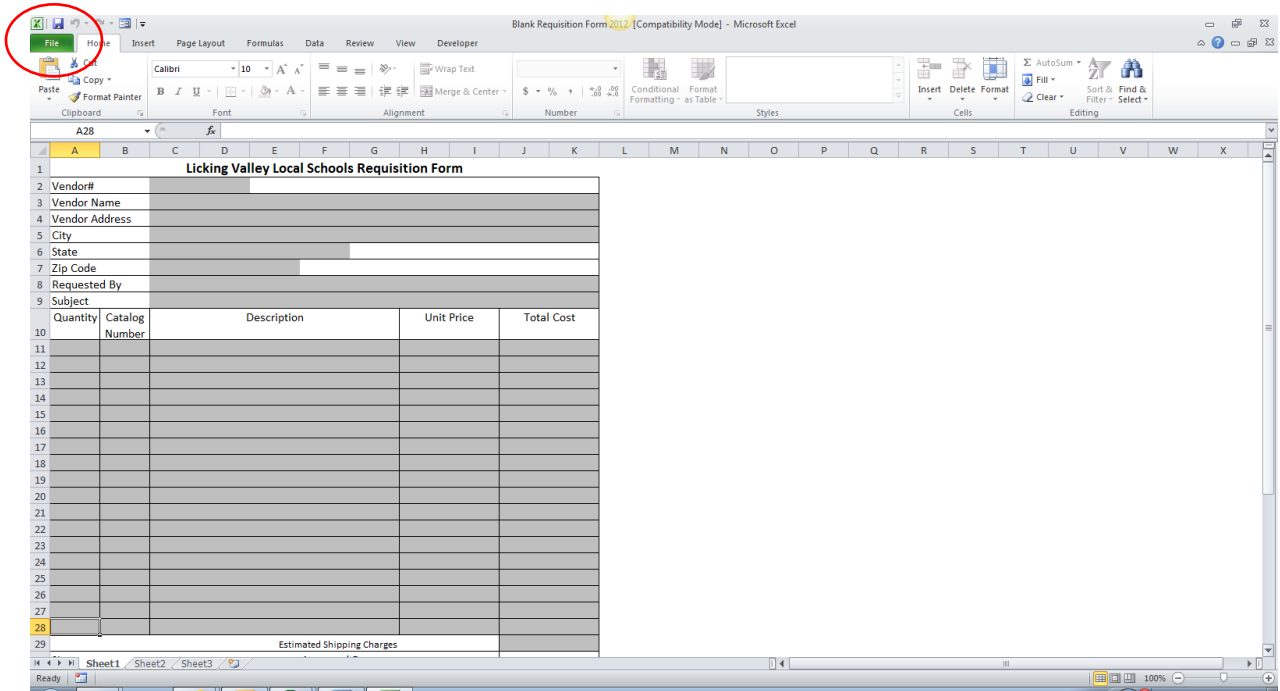 Blank Requisition Form 2012 [Compatibility Mode] - Microsoft Excel
File Home Insert Page Layout Formulas Data Review View Developer
Cut
Copy
Paste
Format Painter
Calibri 10 A A
B I U A
Wrap Text
Merge & Center
$ % ,
Conditional Formatting
Format as Table
Insert Delete Format
Σ AutoSum
Fill
Clear
Sort & Filter
Find & Select
Clipboard Font Alignment Number Styles Cells Editing
A28 fx
A B C D E F G H I J K L M N O P Q R S T U V W X
1 Licking Valley Local Schools Requisition Form
2 Vendor#
3 Vendor Name
4 Vendor Address
5 City
6 State
7 Zip Code
8 Requested By
9 Subject
10 Quantity Catalog Number Description Unit Price Total Cost
11
12
13
14
15
16
17
18
19
20
21
22
23
24
25
26
27
28
29 Estimated Shipping Charges
Sheet1 Sheet2 Sheet3
Ready 100%